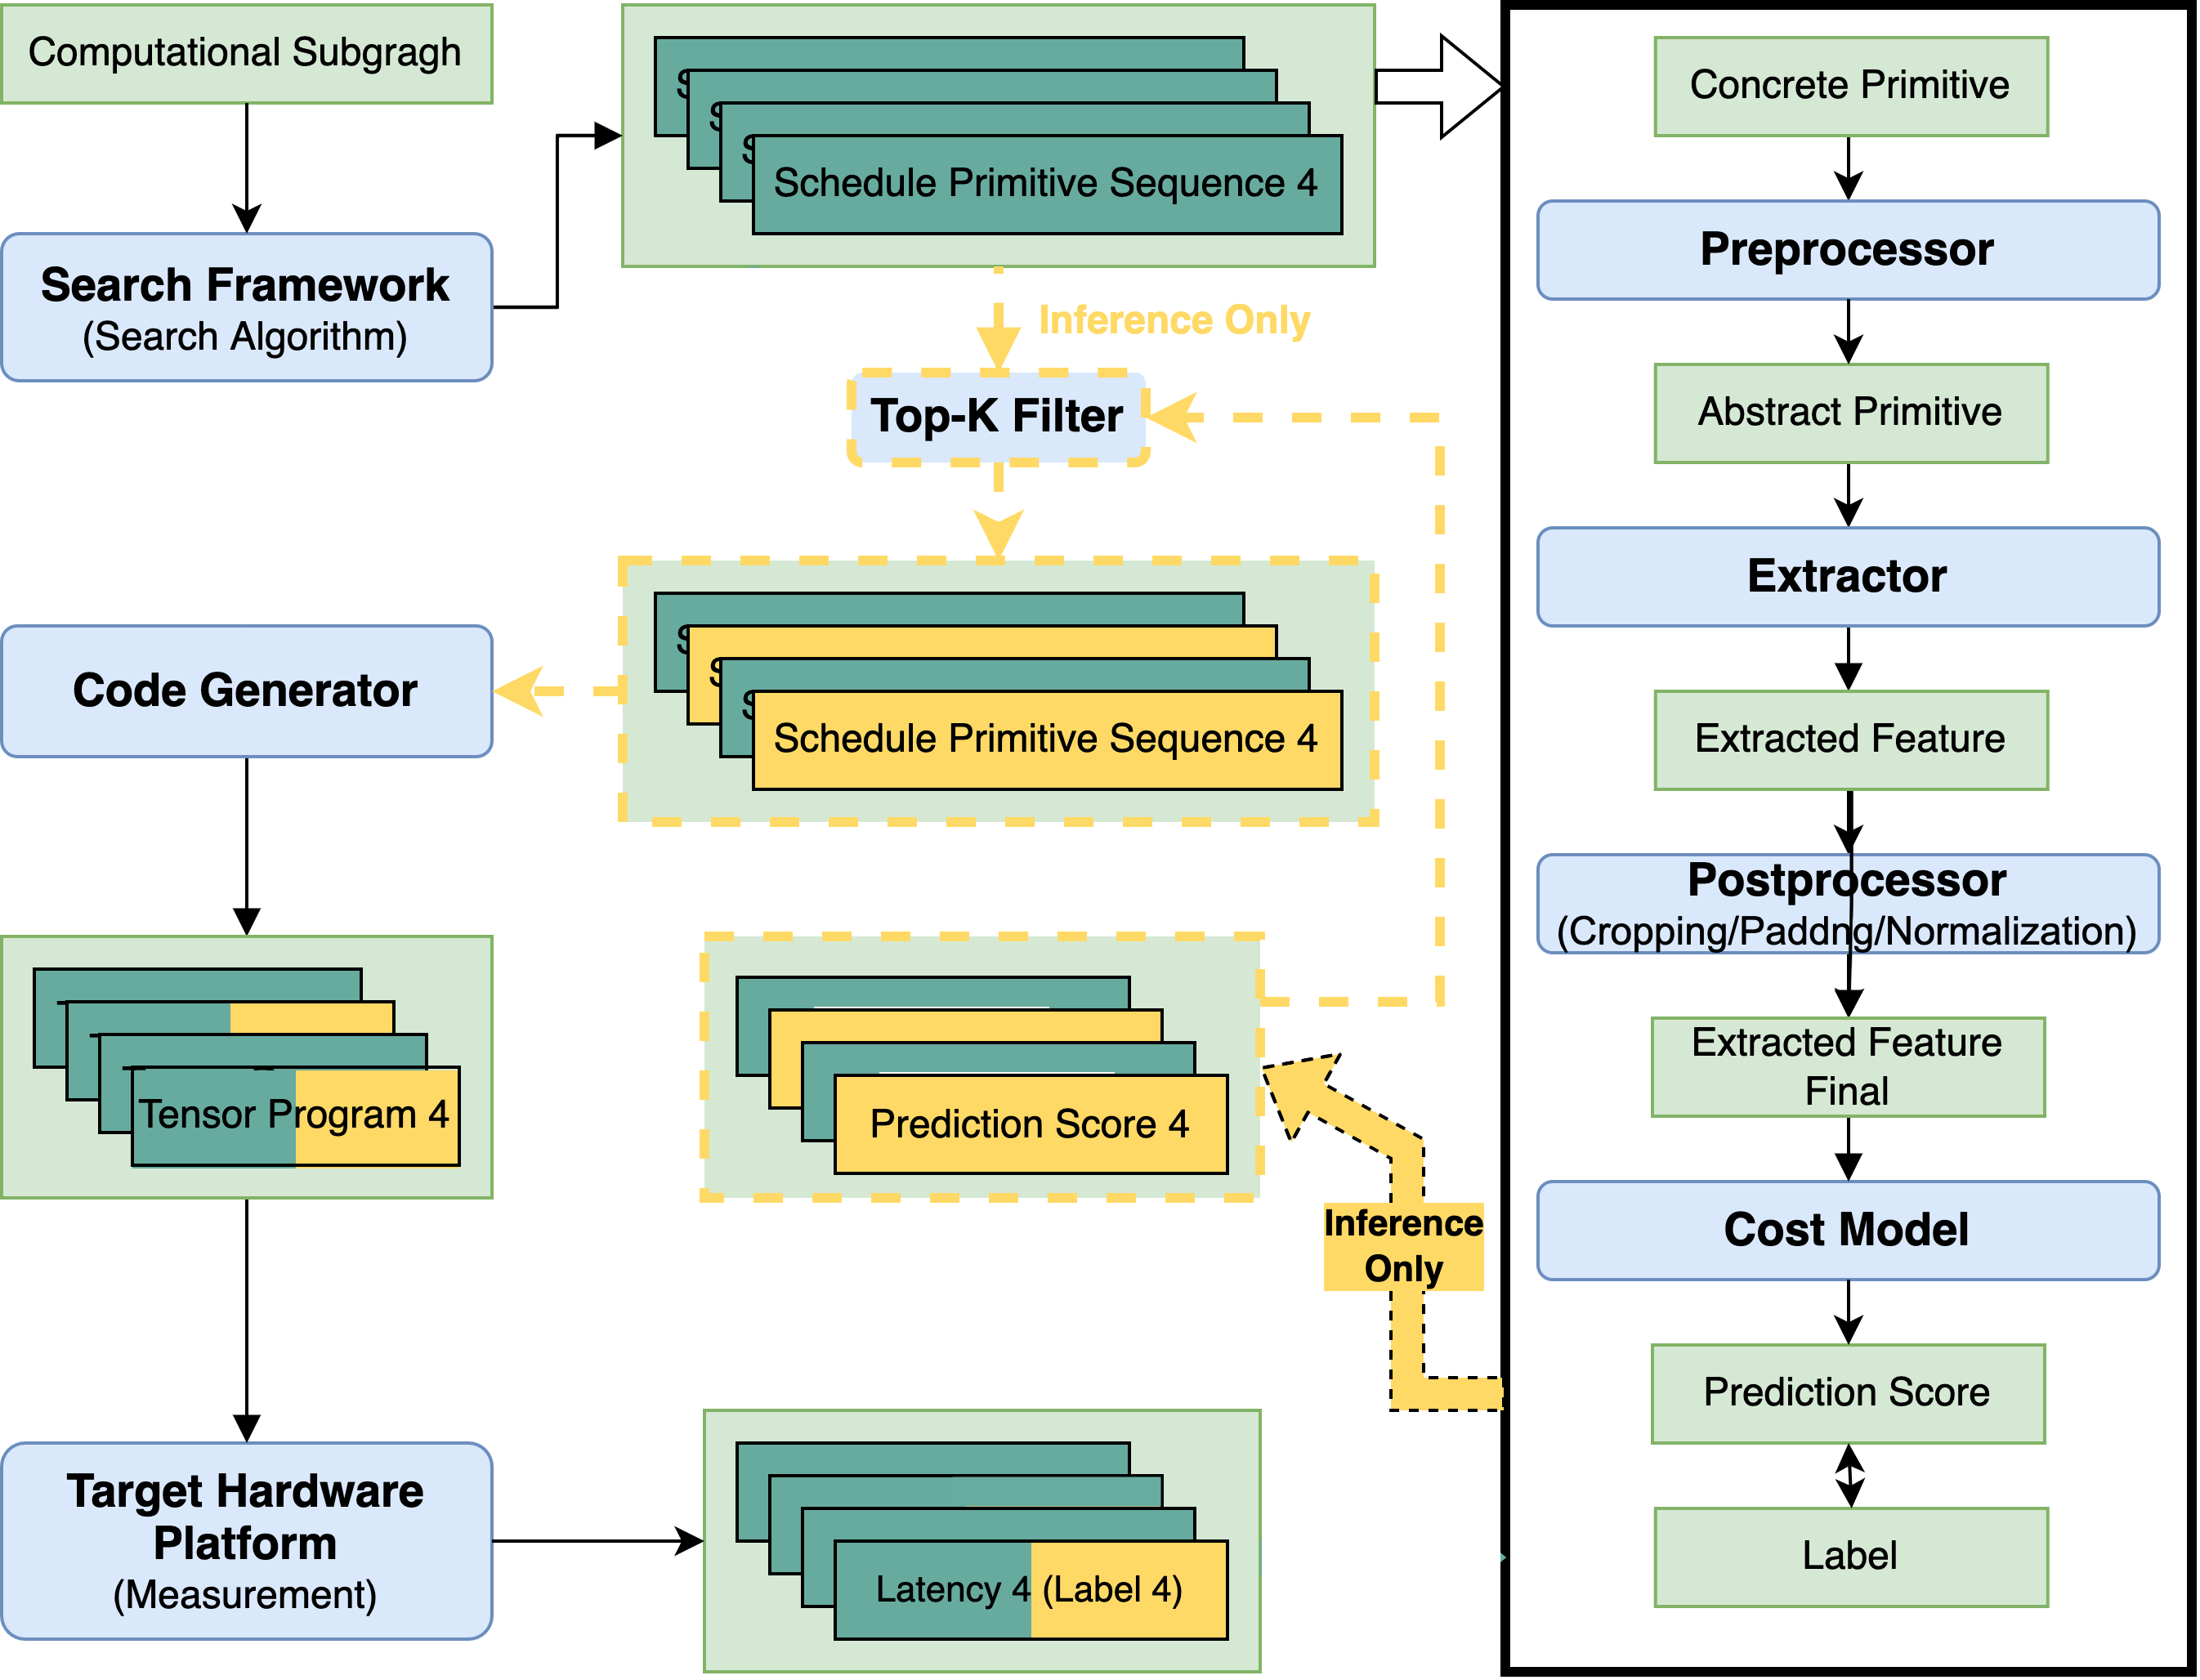 Computational Subgragh
Search Framework
(Search Algorithm)
Schedule Primitive Sequence 4
Inference Only
Top-K Filter
Schedule Primitive Sequence 4
Code Generator
Tensor Program 4
Prediction Score 4
Inference
Only
Target Hardware
Platform
(Measurement)
Latency 4 (Label 4)
Concrete Primitive
Preprocessor
Abstract Primitive
Extractor
Extracted Feature
Postprocessor
(Cropping/Paddng/Normalization)
Extracted Feature
Final
Cost Model
Prediction Score
Label